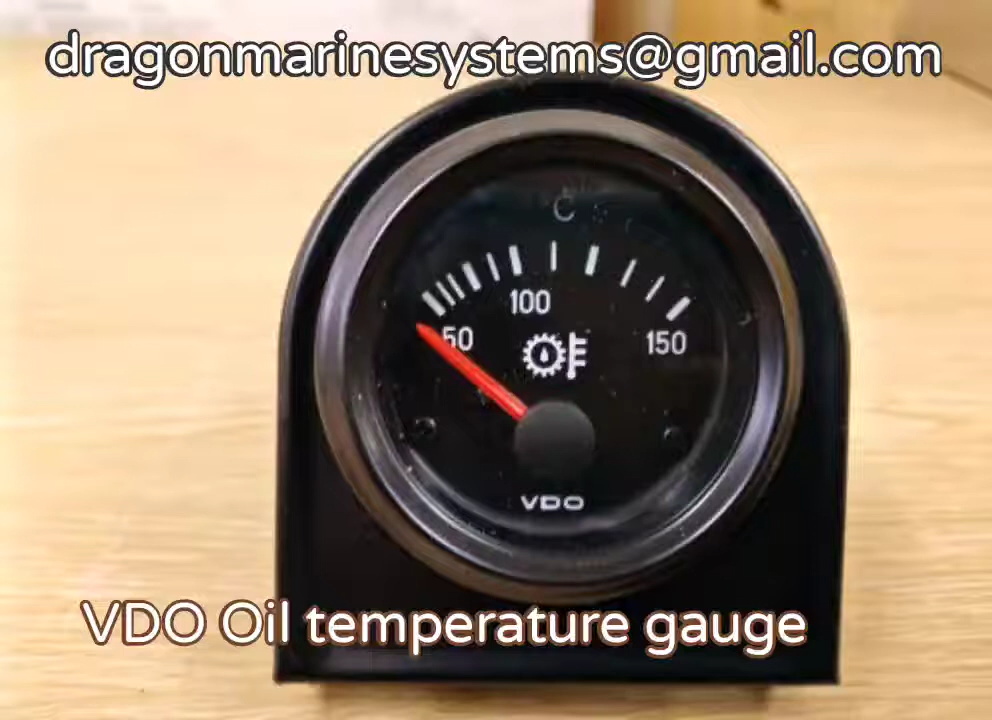 dragonmarinesystems@gmail.com
C
100
50
150
VDO
VDO Oil temperature gauge